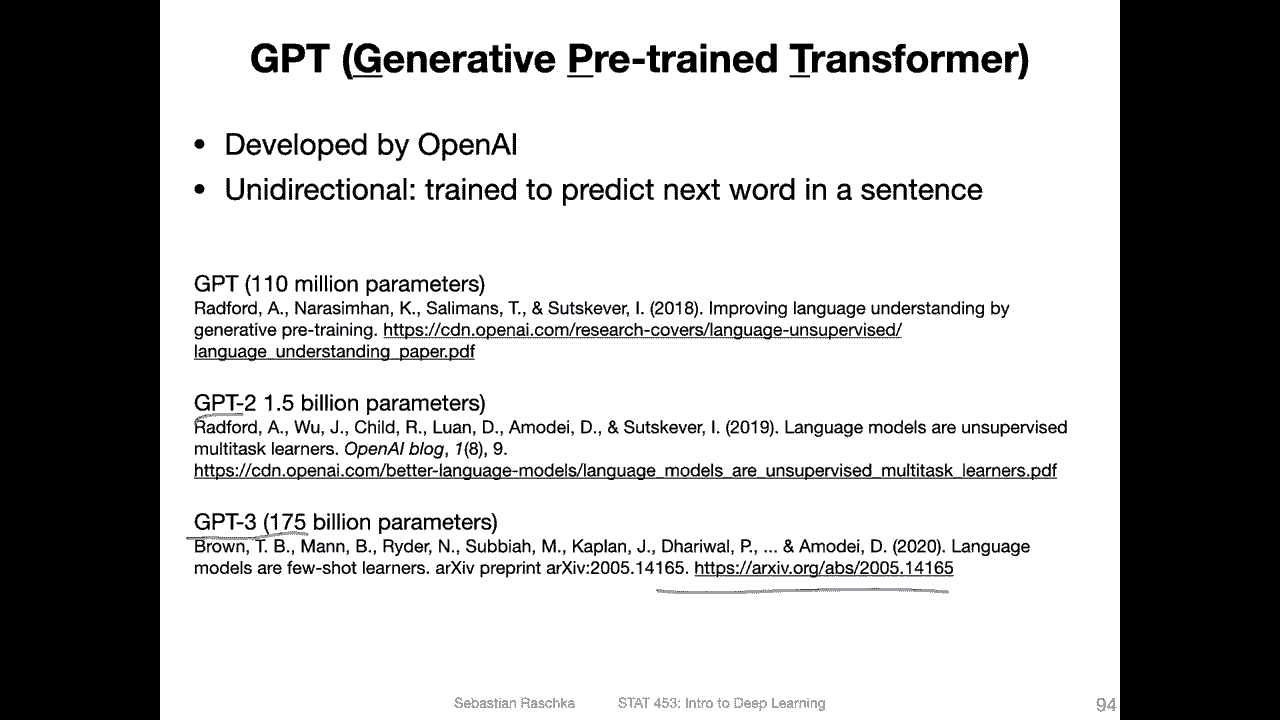 GPT (Generative Pre-trained Transformer)
• Developed by OpenAI
• Unidirectional: trained to predict next word in a sentence
GPT (110 million parameters)
Radford, A., Narasimhan, K., Salimans, T., & Sutskever, I. (2018). Improving language understanding by
generative pre-training. https://cdn.openai.com/research-covers/language-unsupervised/
language_understanding_paper.pdf
GPT-2 1.5 billion parameters)
Radford, A., Wu, J., Child, R., Luan, D., Amodei, D., & Sutskever, I. (2019). Language models are unsupervised
multitask learners. OpenAI blog, 1(8), 9.
https://cdn.openai.com/better-language-models/language_models_are_unsupervised_multitask_learners.pdf
GPT-3 (175 billion parameters)
Brown, T. B., Mann, B., Ryder, N., Subbiah, M., Kaplan, J., Dhariwal, P., ... & Amodei, D. (2020). Language
models are few-shot learners. arXiv preprint arXiv:2005.14165. https://arxiv.org/abs/2005.14165
Sebastian Raschka STAT 453: Intro to Deep Learning 94